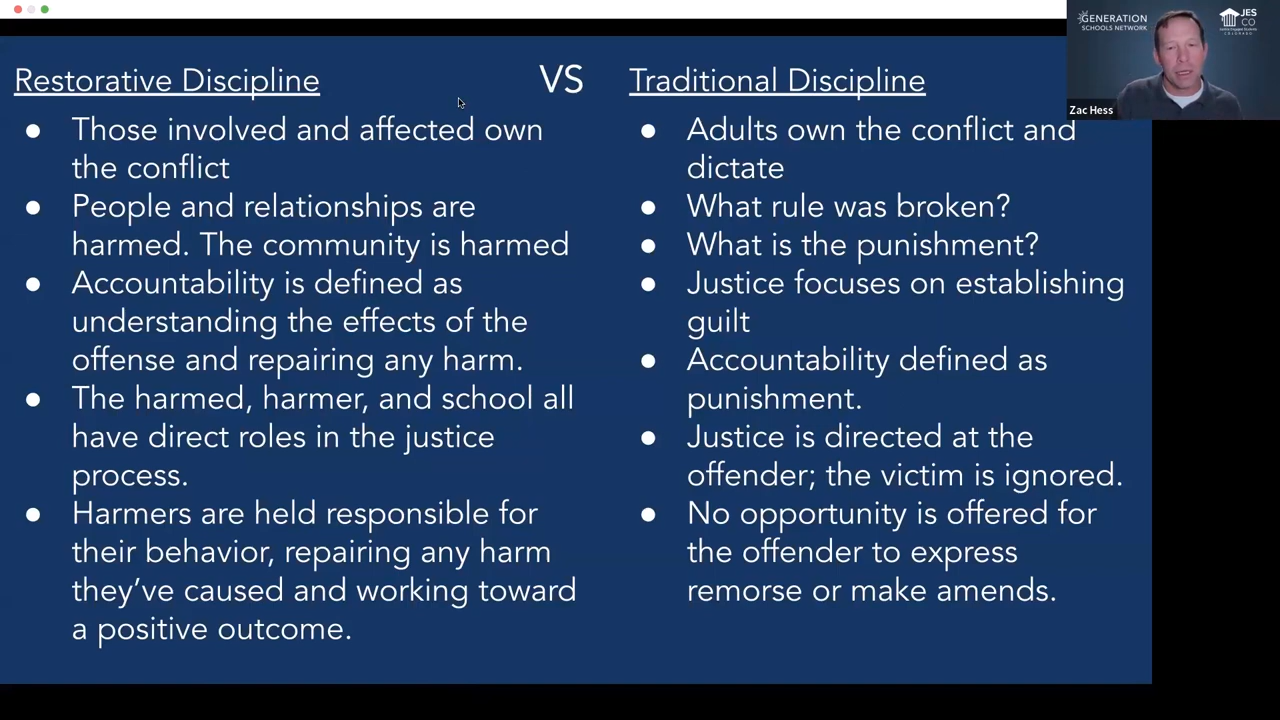 Restorative Discipline
VS
Traditional Discipline
● Those involved and affected own
the conflict
● People and relationships are
harmed. The community is harmed
● Accountability is defined as
understanding the effects of the
offense and repairing any harm.
● The harmed, harmer, and school all
have direct roles in the justice
process.
● Harmers are held responsible for
their behavior, repairing any harm
they’ve caused and working toward
a positive outcome.
● Adults own the conflict and
dictate
● What rule was broken?
● What is the punishment?
● Justice focuses on establishing
guilt
● Accountability defined as
punishment.
● Justice is directed at the
offender; the victim is ignored.
● No opportunity is offered for
the offender to express
remorse or make amends.
GENERATION
SCHOOLS NETWORK
JES
CO
COLORADO
Zac Hess